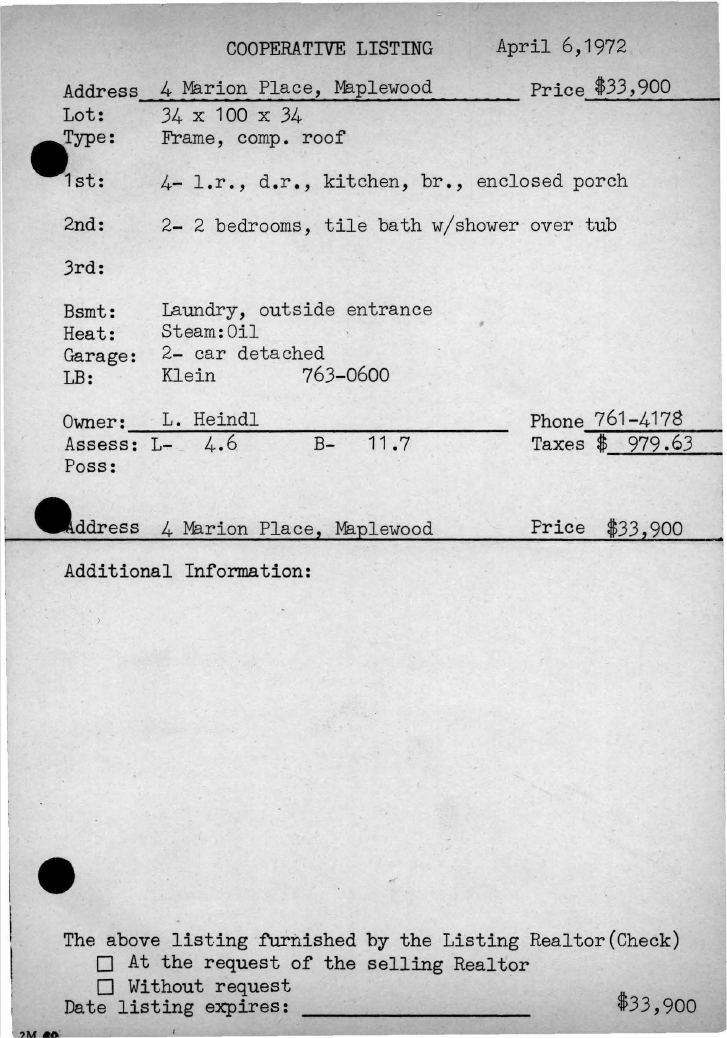 COOPERATIVE LISTING April 6,1972
Address 4 Marion Place, Maplewood Price $33,900
Lot: 34 x 100 x 34
Type: Frame, comp. roof
1st: 4- l.r., d.r., kitchen, br., enclosed porch
2nd: 2- 2 bedrooms, tile bath w/shower over tub
3rd:
Bsmt: Laundry, outside entrance
Heat: Steam:Oil
Garage: 2- car detached
LB: Klein 763-0600
Owner: L. Heindl Phone 761-4178
Assess: L- 4.6 B- 11.7 Taxes $ 979.63
Poss:
Address 4 Marion Place, Maplewood Price $33,900
Additional Information:
The above listing furnished by the Listing Realtor(Check)
☐ At the request of the selling Realtor
☐ Without request
Date listing expires: $33,900
2M